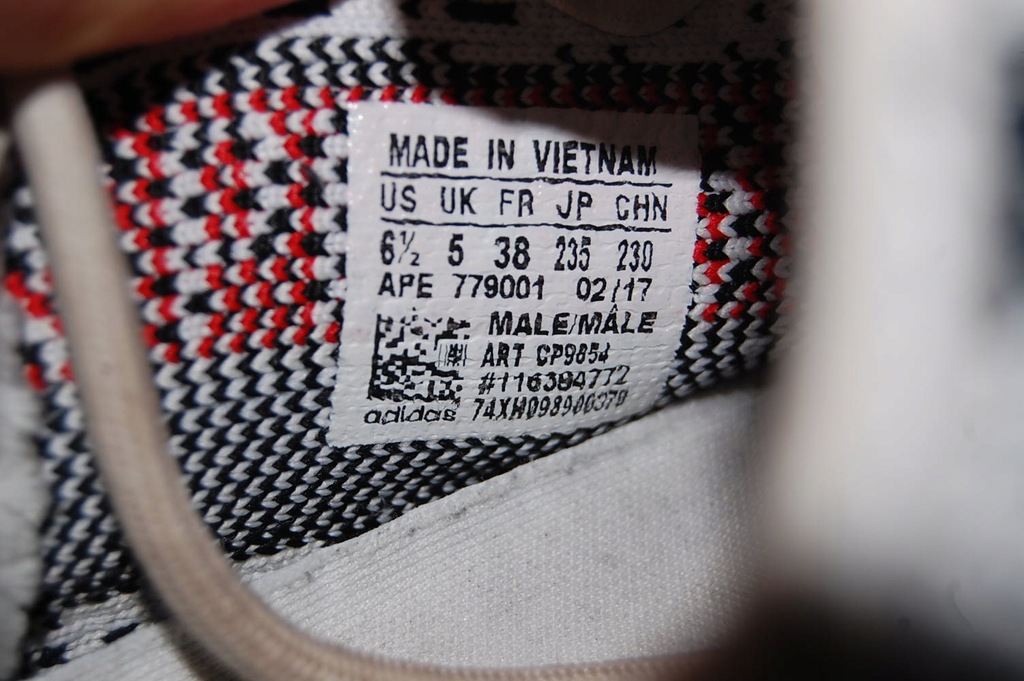 MADE IN VIETNAM
US UK FR JP CHN
6½ 5 38 235 230
APE 779001 02/17
MALE/MÂLE
ART CP9854
#116384772
adidas 74XH098900379